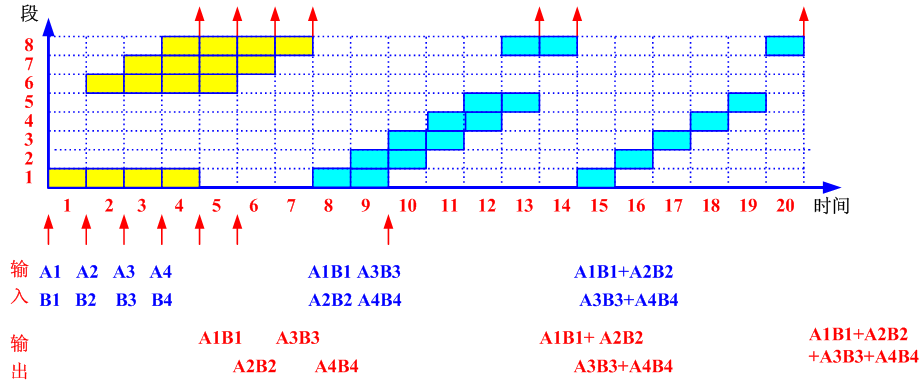 段
8
7
6
5
4
3
2
1
1 2 3 4 5 6 7 8 9 10 11 12 13 14 15 16 17 18 19 20 时间
输入 A1 A2 A3 A4 A1B1 A3B3 A1B1+A2B2
B1 B2 B3 B4 A2B2 A4B4 A3B3+A4B4
输出 A1B1 A3B3 A1B1+ A2B2 A1B1+A2B2
A2B2 A4B4 A3B3+A4B4 +A3B3+A4B4